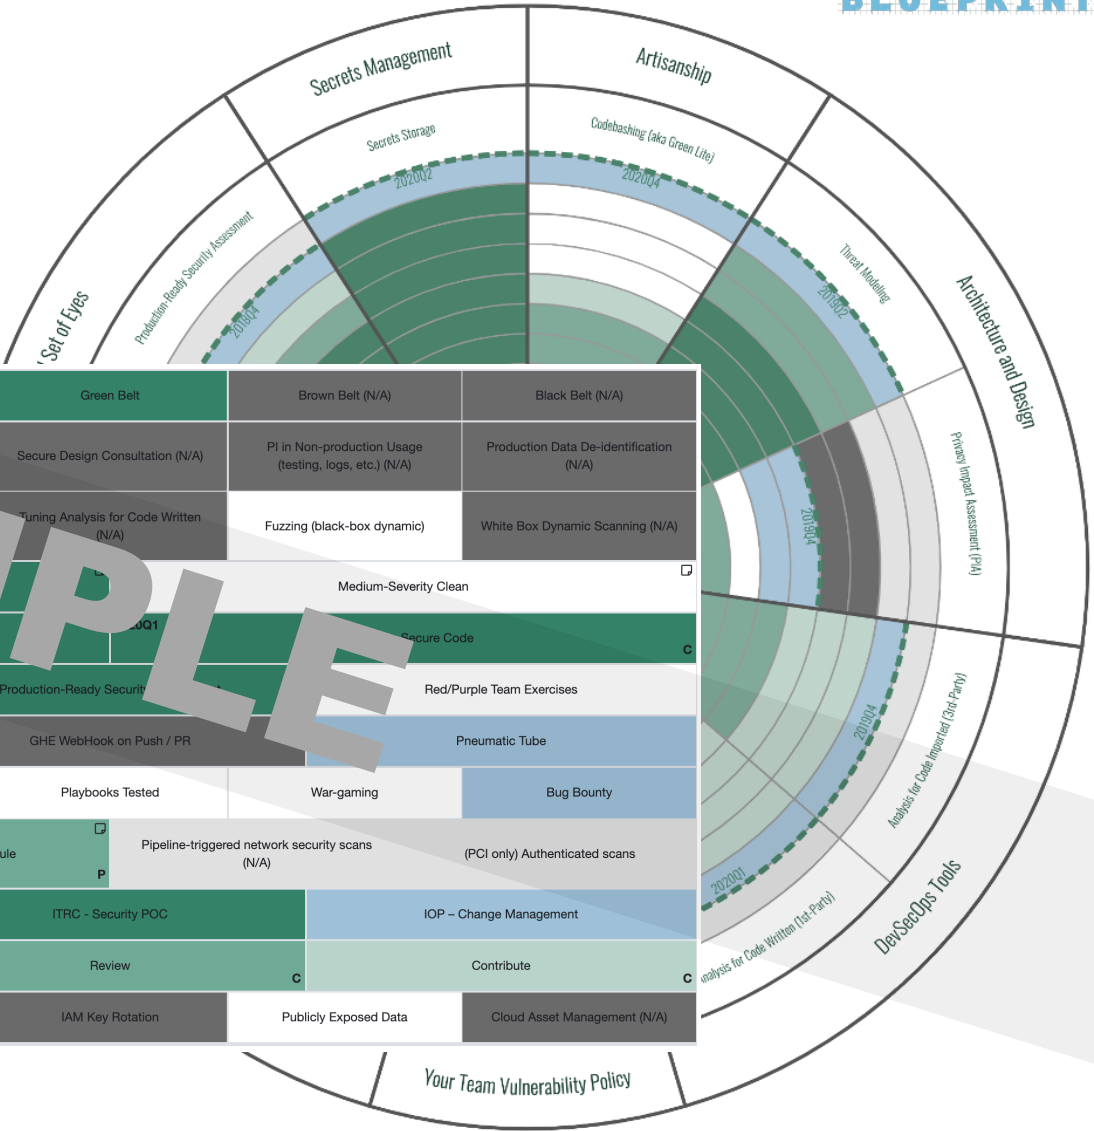 BLUEPRINT
Secrets Management
Artisanship
Secrets Storage
Codebashing (aka Green Lite)
2020Q2
2020Q4
Production-Ready Security Assessment
Threat Modeling
2019Q4
2019Q2
Set of Eyes
Architecture and Design
Green Belt
Brown Belt (N/A)
Black Belt (N/A)
Secure Design Consultation (N/A)
PI in Non-production Usage
(testing, logs, etc.) (N/A)
Production Data De-identification
(N/A)
Privacy Impact Assessment (PIA)
2019Q4
Tuning Analysis for Code Written
(N/A)
Fuzzing (black-box dynamic)
White Box Dynamic Scanning (N/A)
PLE
Medium-Severity Clean
20Q1
Secure Code
C
Production-Ready Security
Red/Purple Team Exercises
GHE WebHook on Push / PR
Pneumatic Tube
2019Q4
Analysis for Code Imported (3rd-Party)
Playbooks Tested
War-gaming
Bug Bounty
ule
P
Pipeline-triggered network security scans
(N/A)
(PCI only) Authenticated scans
2020Q1
Analysis for Code Written (1st-Party)
DevSecOps Tools
ITRC - Security POC
IOP – Change Management
Review
C
Contribute
C
IAM Key Rotation
Publicly Exposed Data
Cloud Asset Management (N/A)
Your Team Vulnerability Policy